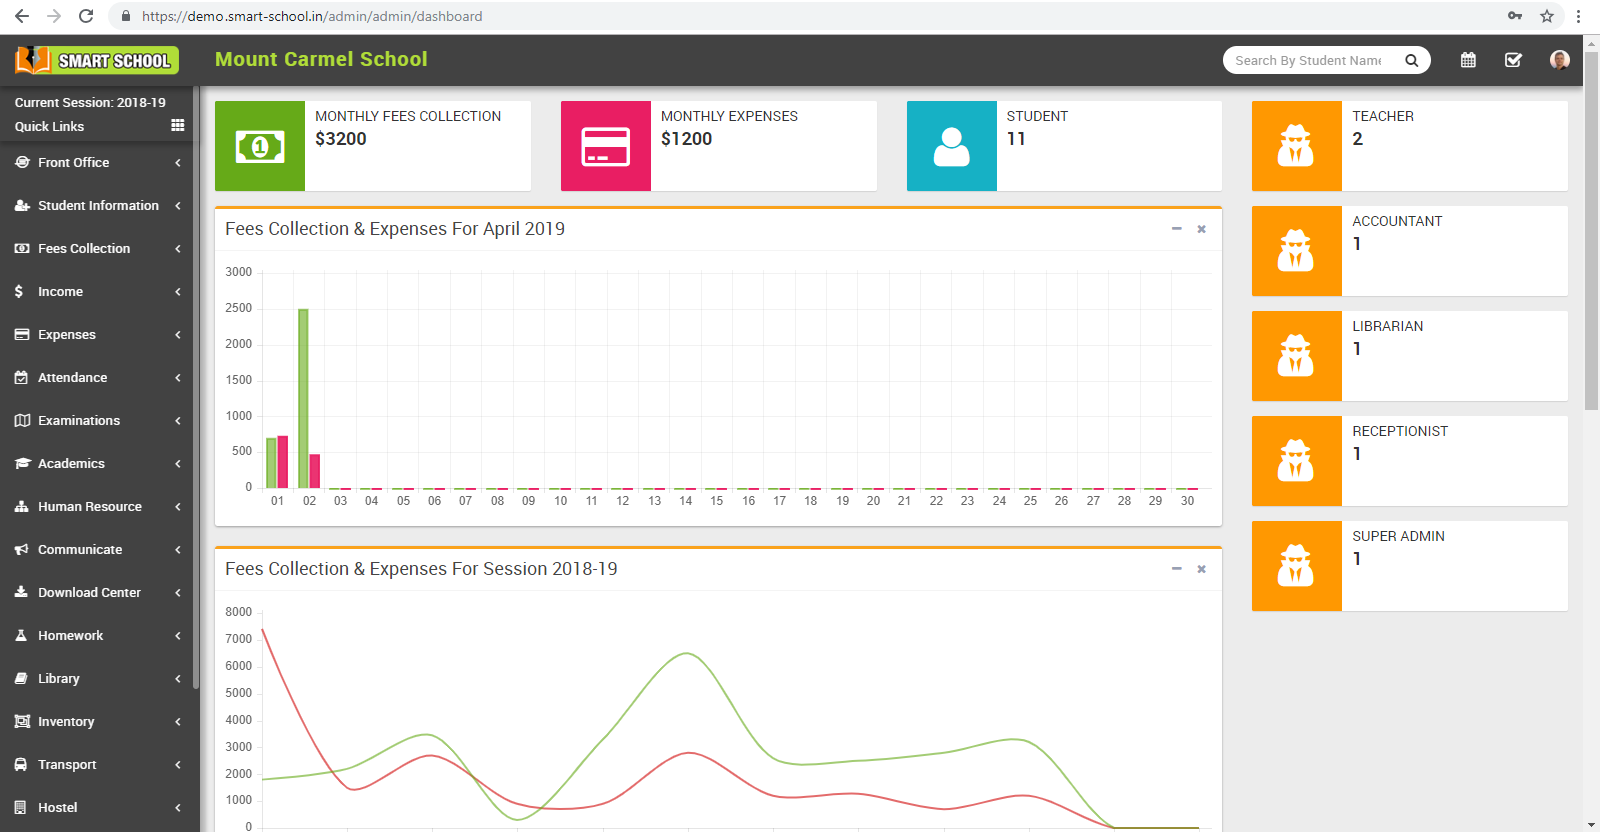 https://demo.smart-school.in/admin/admin/dashboard
SMART SCHOOL
Mount Carmel School
Search By Student Name
Current Session: 2018-19
Quick Links
Front Office
Student Information
Fees Collection
Income
Expenses
Attendance
Examinations
Academics
Human Resource
Communicate
Download Center
Homework
Library
Inventory
Transport
Hostel
MONTHLY FEES COLLECTION
$3200
MONTHLY EXPENSES
$1200
STUDENT
11
TEACHER
2
ACCOUNTANT
1
LIBRARIAN
1
RECEPTIONIST
1
SUPER ADMIN
1
Fees Collection & Expenses For April 2019
3000
2500
2000
1500
1000
500
0
01 02 03 04 05 06 07 08 09 10 11 12 13 14 15 16 17 18 19 20 21 22 23 24 25 26 27 28 29 30
Fees Collection & Expenses For Session 2018-19
8000
7000
6000
5000
4000
3000
2000
1000
0